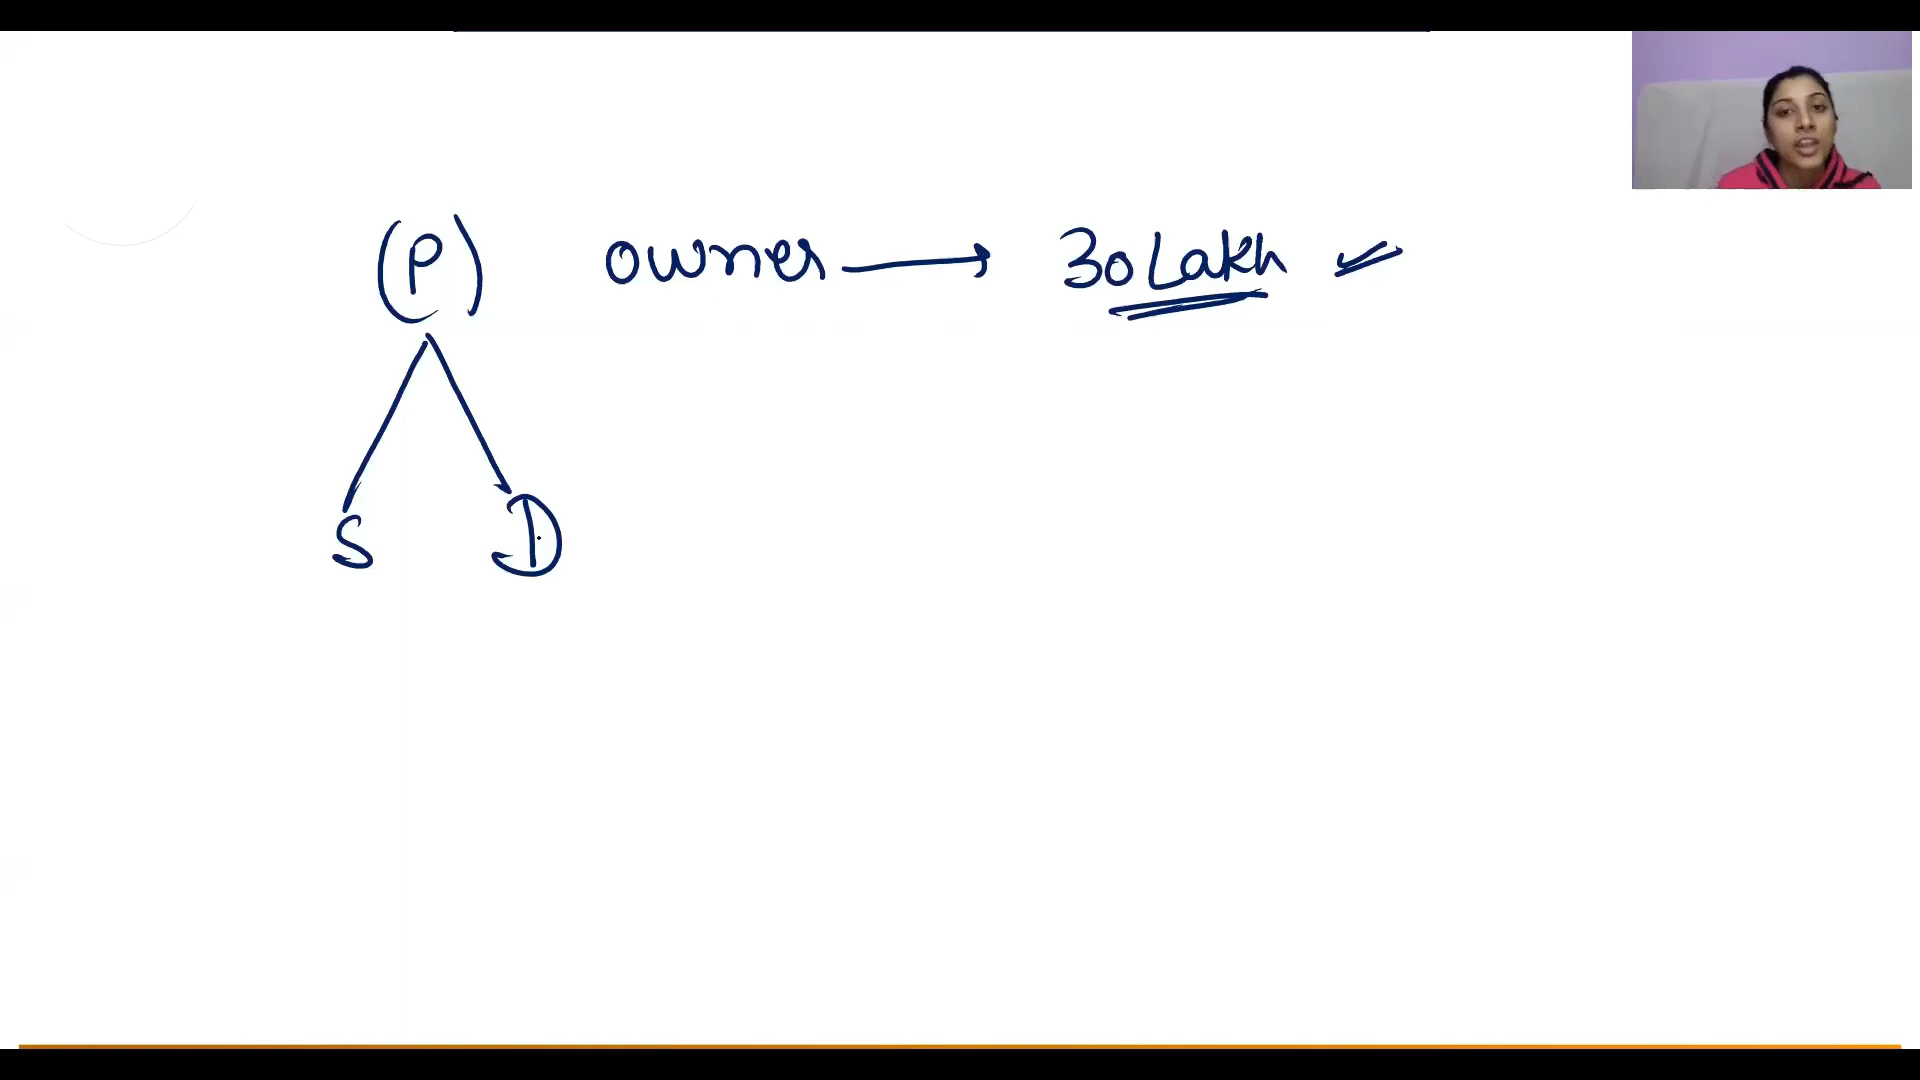 (P) owner → 30 Lakh ✓
S D